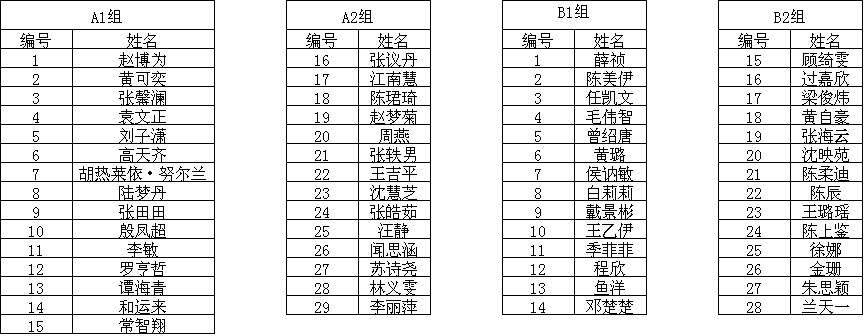 A1组
编号 姓名
1 赵博为
2 黄可奕
3 张馨澜
4 袁文正
5 刘子潇
6 高天齐
7 胡热莱依·努尔兰
8 陆梦丹
9 张田田
10 殷凤超
11 李敏
12 罗亨哲
13 谭海青
14 和运来
15 常智翔
A2组
编号 姓名
16 张议丹
17 江南慧
18 陈珺琦
19 赵梦菊
20 周燕
21 张轶男
22 王吉平
23 沈慧芝
24 张皓茹
25 汪静
26 闻思涵
27 苏诗尧
28 林义雯
29 李丽萍
B1组
编号 姓名
1 薛祯
2 陈美伊
3 任凯文
4 毛伟智
5 曾绍唐
6 黄璐
7 侯讷敏
8 白莉莉
9 戴景彬
10 王乙伊
11 季菲菲
12 程欣
13 鱼洋
14 邓楚楚
B2组
编号 姓名
15 顾绮雯
16 过嘉欣
17 梁俊炜
18 黄自豪
19 张海云
20 沈映苑
21 陈柔迪
22 陈辰
23 王璐瑶
24 陈上鉴
25 徐娜
26 金珊
27 朱思颖
28 兰天一